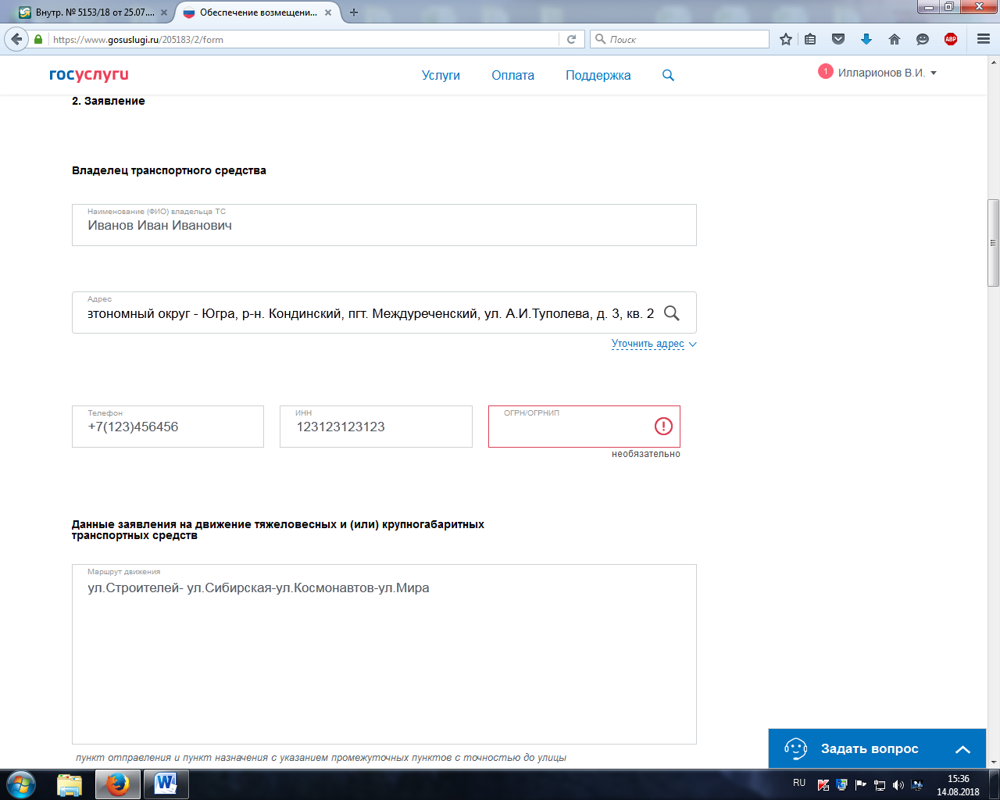 Внутр. № 5153/18 от 25.07....
Обеспечение возмещени...
https://www.gosuslugi.ru/205183/2/form
Поиск
ABP
госуслуги
Услуги
Оплата
Поддержка
1
Илларионов В.И.
2. Заявление
Владелец транспортного средства
Наименование (ФИО) владельца ТС
Иванов Иван Иванович
Адрес
втономный округ - Югра, р-н. Кондинский, пгт. Междуреченский, ул. А.И.Туполева, д. 3, кв. 2
Уточнить адрес
Телефон
ИНН
ОГРН/ОГРНИП
+7(123)456456
123123123123
необязательно
Данные заявления на движение тяжеловесных и (или) крупногабаритных
транспортных средств
Маршрут движения
ул.Строителей- ул.Сибирская-ул.Космонавтов-ул.Мира
пункт отправления и пункт назначения с указанием промежуточных пунктов с точностью до улицы
Задать вопрос
RU
15:36
14.08.2018